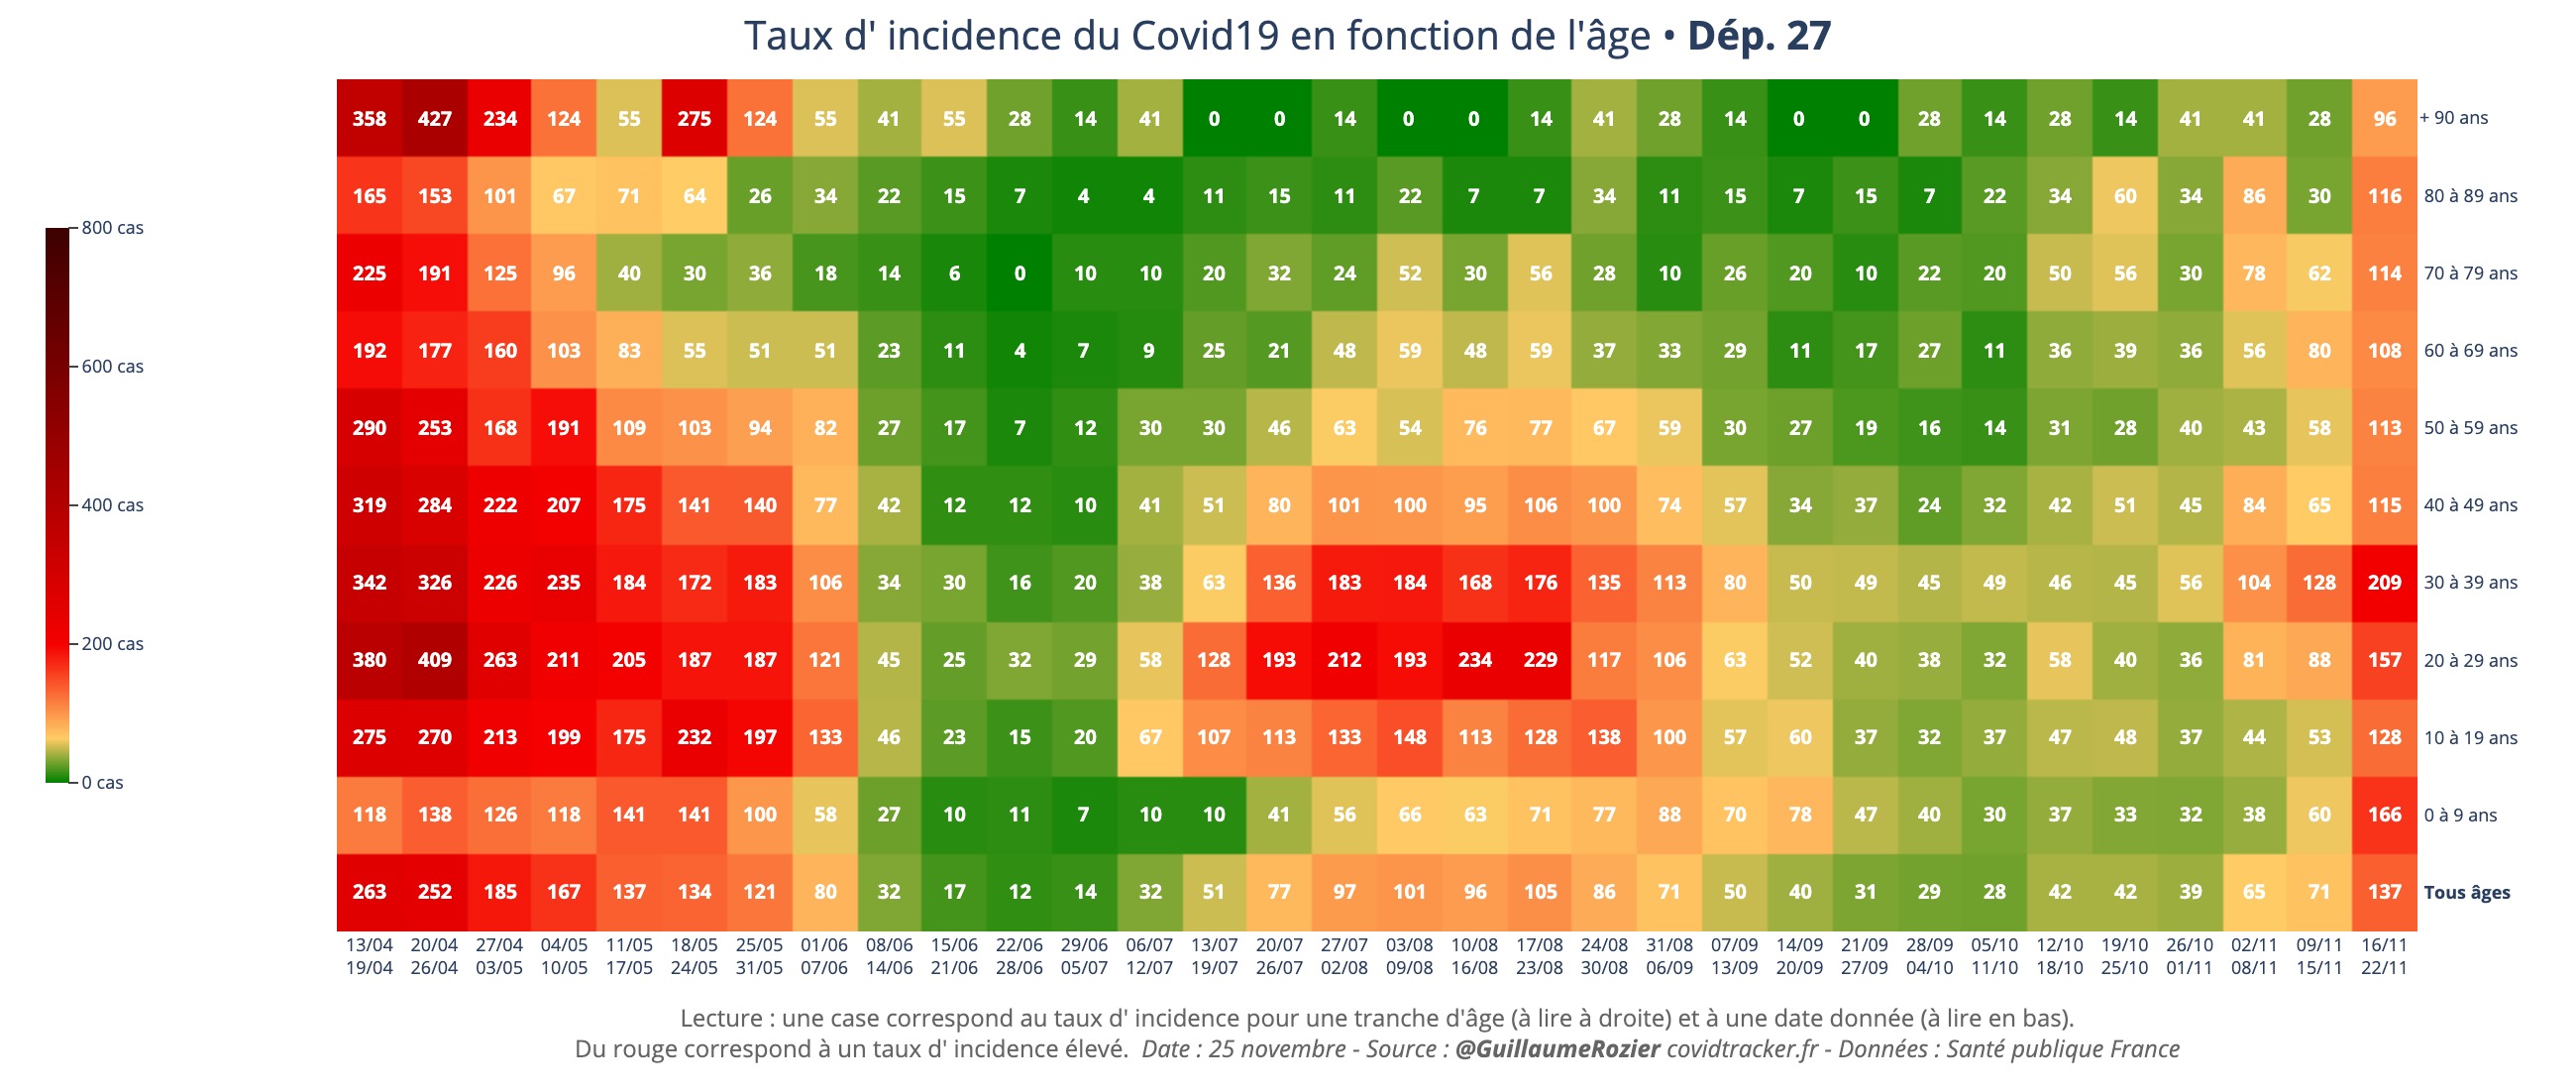 Taux d' incidence du Covid19 en fonction de l'âge • Dép. 27
800 cas
600 cas
400 cas
200 cas
0 cas
358 427 234 124 55 275 124 55 41 55 28 14 41 0 0 14 0 0 14 41 28 14 0 0 28 14 28 14 41 41 28 96 + 90 ans
165 153 101 67 71 64 26 34 22 15 7 4 4 11 15 11 22 7 7 34 11 15 7 15 7 22 34 60 34 86 30 116 80 à 89 ans
225 191 125 96 40 30 36 18 14 6 0 10 10 20 32 24 52 30 56 28 10 26 20 10 22 20 50 56 30 78 62 114 70 à 79 ans
192 177 160 103 83 55 51 51 23 11 4 7 9 25 21 48 59 48 59 37 33 29 11 17 27 11 36 39 36 56 80 108 60 à 69 ans
290 253 168 191 109 103 94 82 27 17 7 12 30 30 46 63 54 76 77 67 59 30 27 19 16 14 31 28 40 43 58 113 50 à 59 ans
319 284 222 207 175 141 140 77 42 12 12 10 41 51 80 101 100 95 106 100 74 57 34 37 24 32 42 51 45 84 65 115 40 à 49 ans
342 326 226 235 184 172 183 106 34 30 16 20 38 63 136 183 184 168 176 135 113 80 50 49 45 49 46 45 56 104 128 209 30 à 39 ans
380 409 263 211 205 187 187 121 45 25 32 29 58 128 193 212 193 234 229 117 106 63 52 40 38 32 58 40 36 81 88 157 20 à 29 ans
275 270 213 199 175 232 197 133 46 23 15 20 67 107 113 133 148 113 128 138 100 57 60 37 32 37 47 48 37 44 53 128 10 à 19 ans
118 138 126 118 141 141 100 58 27 10 11 7 10 10 41 56 66 63 71 77 88 70 78 47 40 30 37 33 32 38 60 166 0 à 9 ans
263 252 185 167 137 134 121 80 32 17 12 14 32 51 77 97 101 96 105 86 71 50 40 31 29 28 42 42 39 65 71 137 Tous âges
13/04 20/04 27/04 04/05 11/05 18/05 25/05 01/06 08/06 15/06 22/06 29/06 06/07 13/07 20/07 27/07 03/08 10/08 17/08 24/08 31/08 07/09 14/09 21/09 28/09 05/10 12/10 19/10 26/10 02/11 09/11 16/11
19/04 26/04 03/05 10/05 17/05 24/05 31/05 07/06 14/06 21/06 28/06 05/07 12/07 19/07 26/07 02/08 09/08 16/08 23/08 30/08 06/09 13/09 20/09 27/09 04/10 11/10 18/10 25/10 01/11 08/11 15/11 22/11
Lecture : une case correspond au taux d' incidence pour une tranche d'âge (à lire à droite) et à une date donnée (à lire en bas).
Du rouge correspond à un taux d' incidence élevé. Date : 25 novembre - Source : @GuillaumeRozier covidtracker.fr - Données : Santé publique France